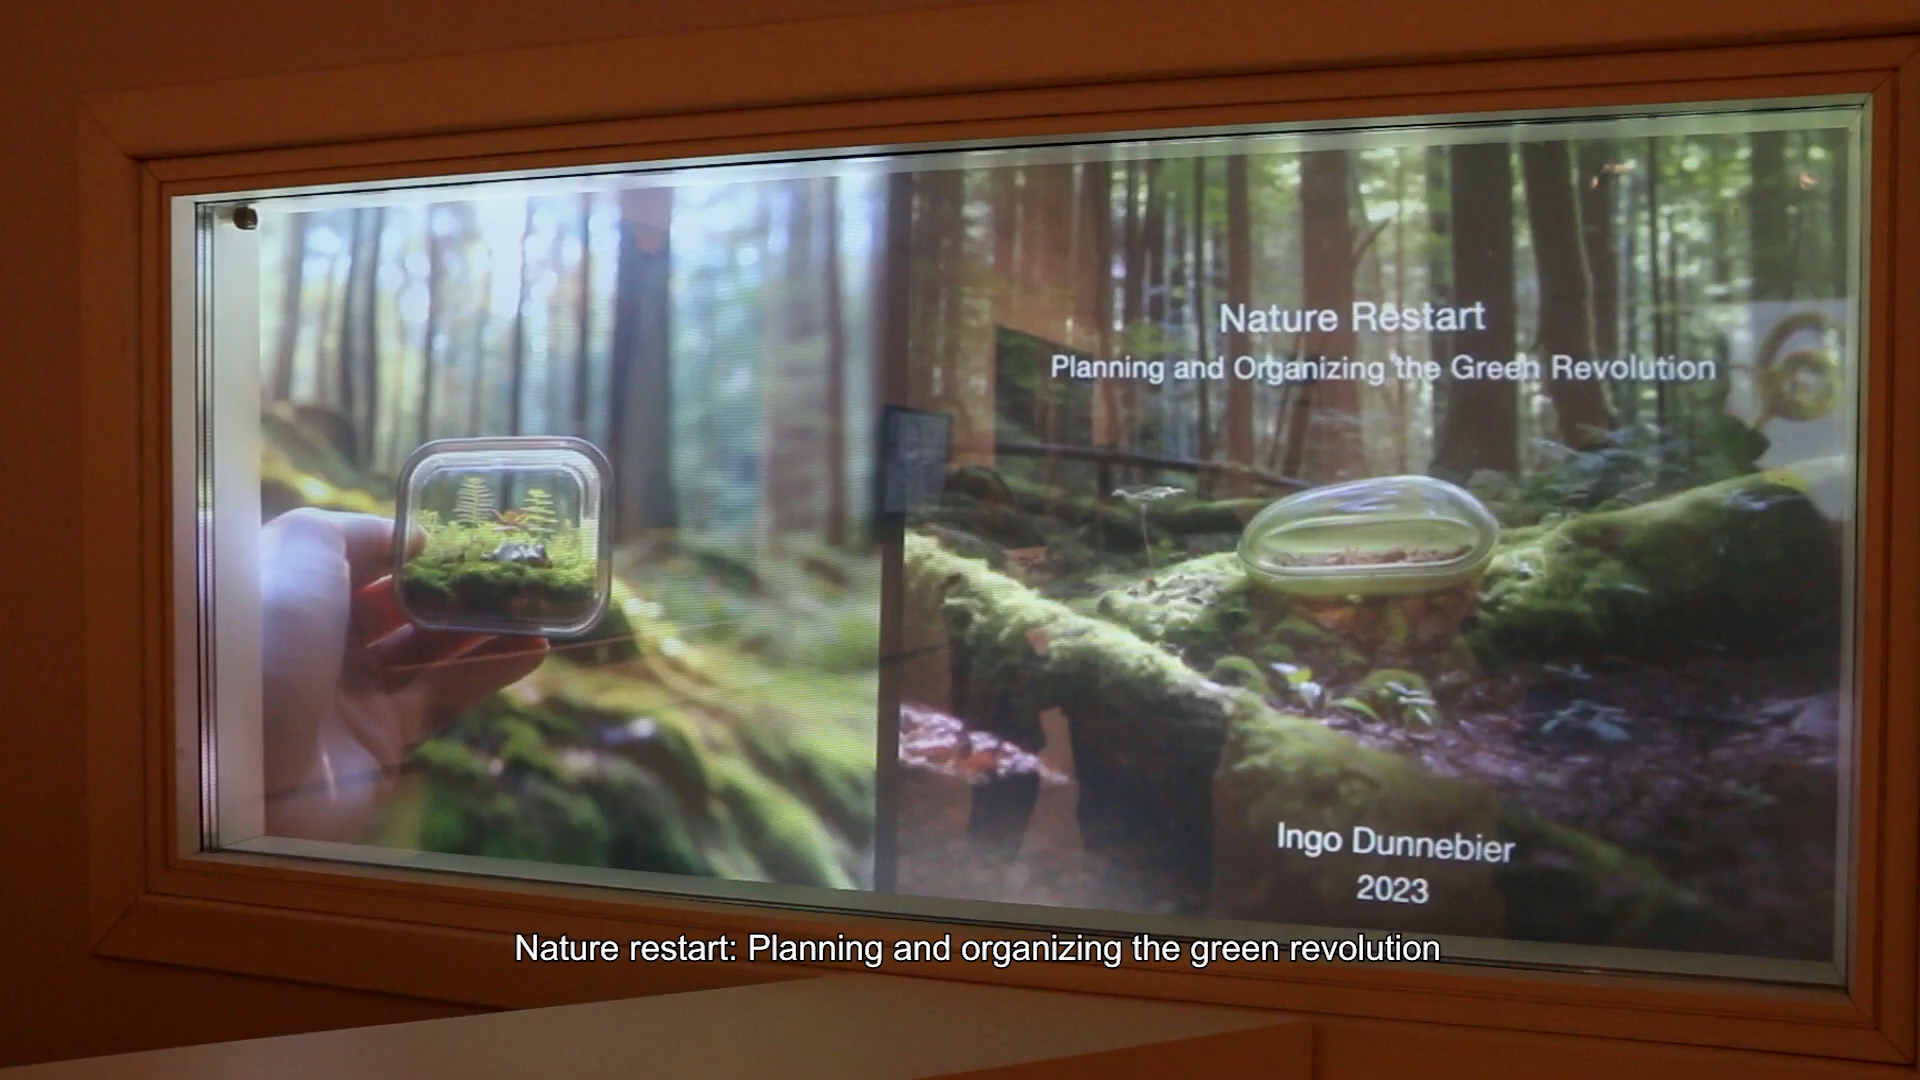 Nature Restart
Planning and Organizing the Green Revolution
Ingo Dunnebier
2023
Nature restart: Planning and organizing the green revolution